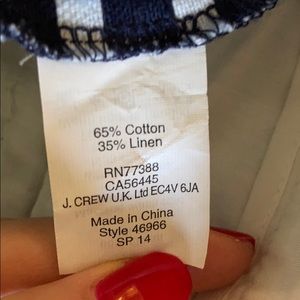 65% Cotton
35% Linen
RN77388
CA56445
J. CREW U.K. Ltd EC4V 6JA
Made in China
Style 46966
SP 14